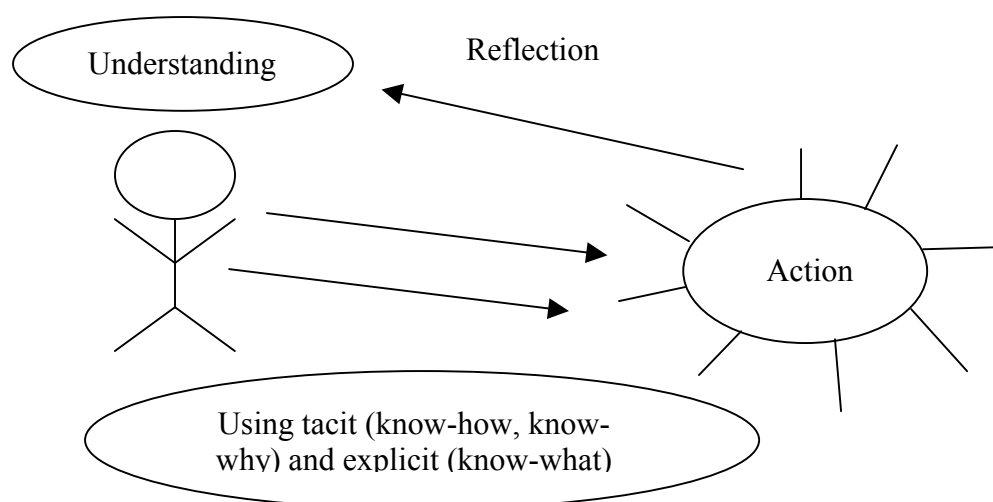 Understanding
Reflection
Action
Using tacit (know-how, know-
why) and explicit (know-what)